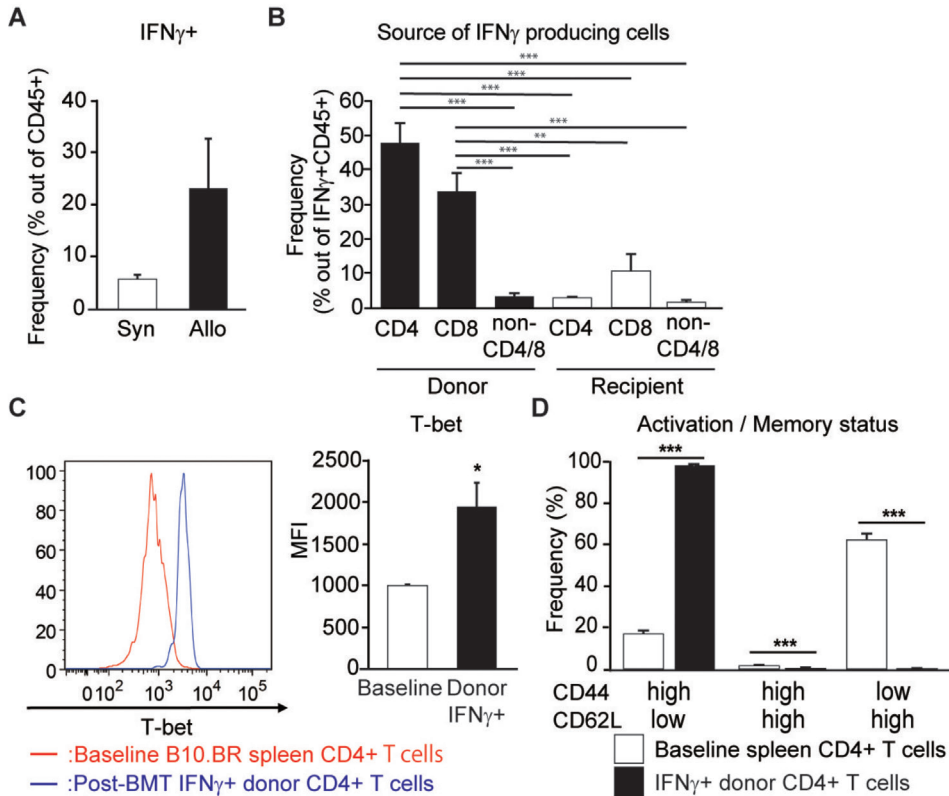 A
IFNγ+
Frequency (% out of CD45+)
40
30
20
10
0
Syn Allo
B
Source of IFNγ producing cells
Frequency
(% out of IFNγ+CD45+)
60
50
40
30
20
10
0
***
***
***
***
***
**
***
***
CD4 CD8 non-CD4/8 CD4 CD8 non-CD4/8
Donor Recipient
C
100
80
60
40
20
0
0 10² 10³ 10⁴ 10⁵
T-bet
T-bet
MFI
2500
2000
1500
1000
500
0
*
Baseline Donor
IFNγ+
:Baseline B10.BR spleen CD4+ T cells
:Post-BMT IFNγ+ donor CD4+ T cells
D
Activation / Memory status
Frequency (%)
100
80
60
40
20
0
***
***
***
CD44 high high low
CD62L low high high
Baseline spleen CD4+ T cells
IFNγ+ donor CD4+ T cells